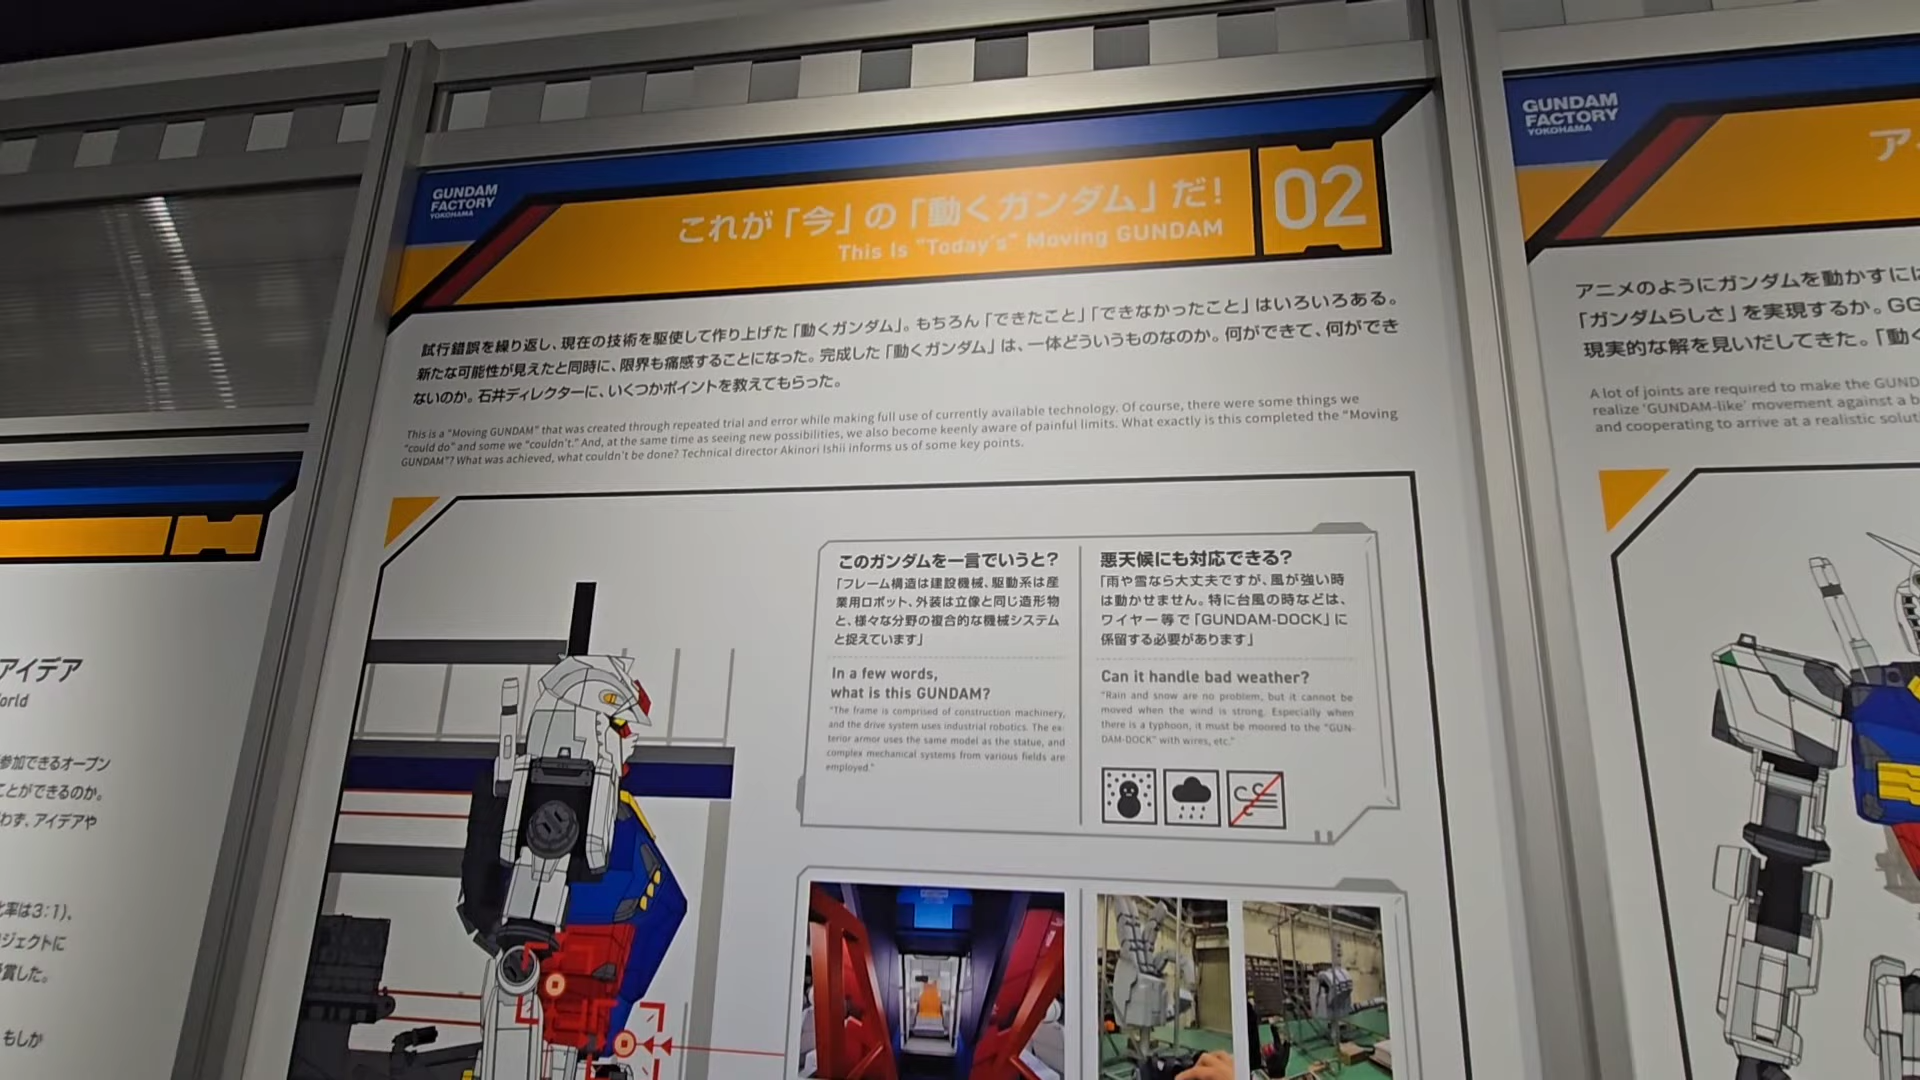 GUNDAM
FACTORY
YOKOHAMA
これが「今」の「動くガンダム」だ!
This Is "Today's" Moving GUNDAM
02
試行錯誤を繰り返し、現在の技術を駆使して作り上げた「動くガンダム」。もちろん「できたこと」「できなかったこと」はいろいろある。
新たな可能性が見えたと同時に、限界も痛感することになった。完成した「動くガンダム」は、一体どういうものなのか。何ができて、何ができ
ないのか。石井ディレクターに、いくつかポイントを教えてもらった。
This is a "Moving GUNDAM" that was created through repeated trial and error while making full use of currently available technology. Of course, there were some things we
"could do" and some we "couldn't." And, at the same time as seeing new possibilities, we also become keenly aware of painful limits. What exactly is this completed the "Moving
GUNDAM"? What was achieved, what couldn't be done? Technical director Akinori Ishii informs us of some key points.
このガンダムを一言でいうと?
「フレーム構造は建設機械、駆動系は産
業用ロボット、外装は立像と同じ造形物
と、様々な分野の複合的な機械システム
と捉えています」
In a few words,
what is this GUNDAM?
"The frame is comprised of construction machinery,
and the drive system uses industrial robotics. The ex-
terior armor uses the same model as the statue, and
complex mechanical systems from various fields are
employed."
悪天候にも対応できる?
「雨や雪なら大丈夫ですが、風が強い時
は動かせません。特に台風の時などは、
ワイヤー等で「GUNDAM-DOCK」に
係留する必要があります」
Can it handle bad weather?
"Rain and snow are no problem, but it cannot be
moved when the wind is strong. Especially when
there is a typhoon, it must be moored to the "GUN-
DAM-DOCK" with wires, etc."
アイデア
orld
参加できるオープン
ことができるのか。
わず、アイデアや
比率は3:1)、
ジェクトに
賞した。
もしか
GUNDAM
FACTORY
YOKOHAMA
アニメのようにガンダムを動かすには
「ガンダムらしさ」を実現するか。GG
現実的な解を見いだしてきた。「動く
A lot of joints are required to make the GUND
realize 'GUNDAM-like' movement against a b
and cooperating to arrive at a realistic solut